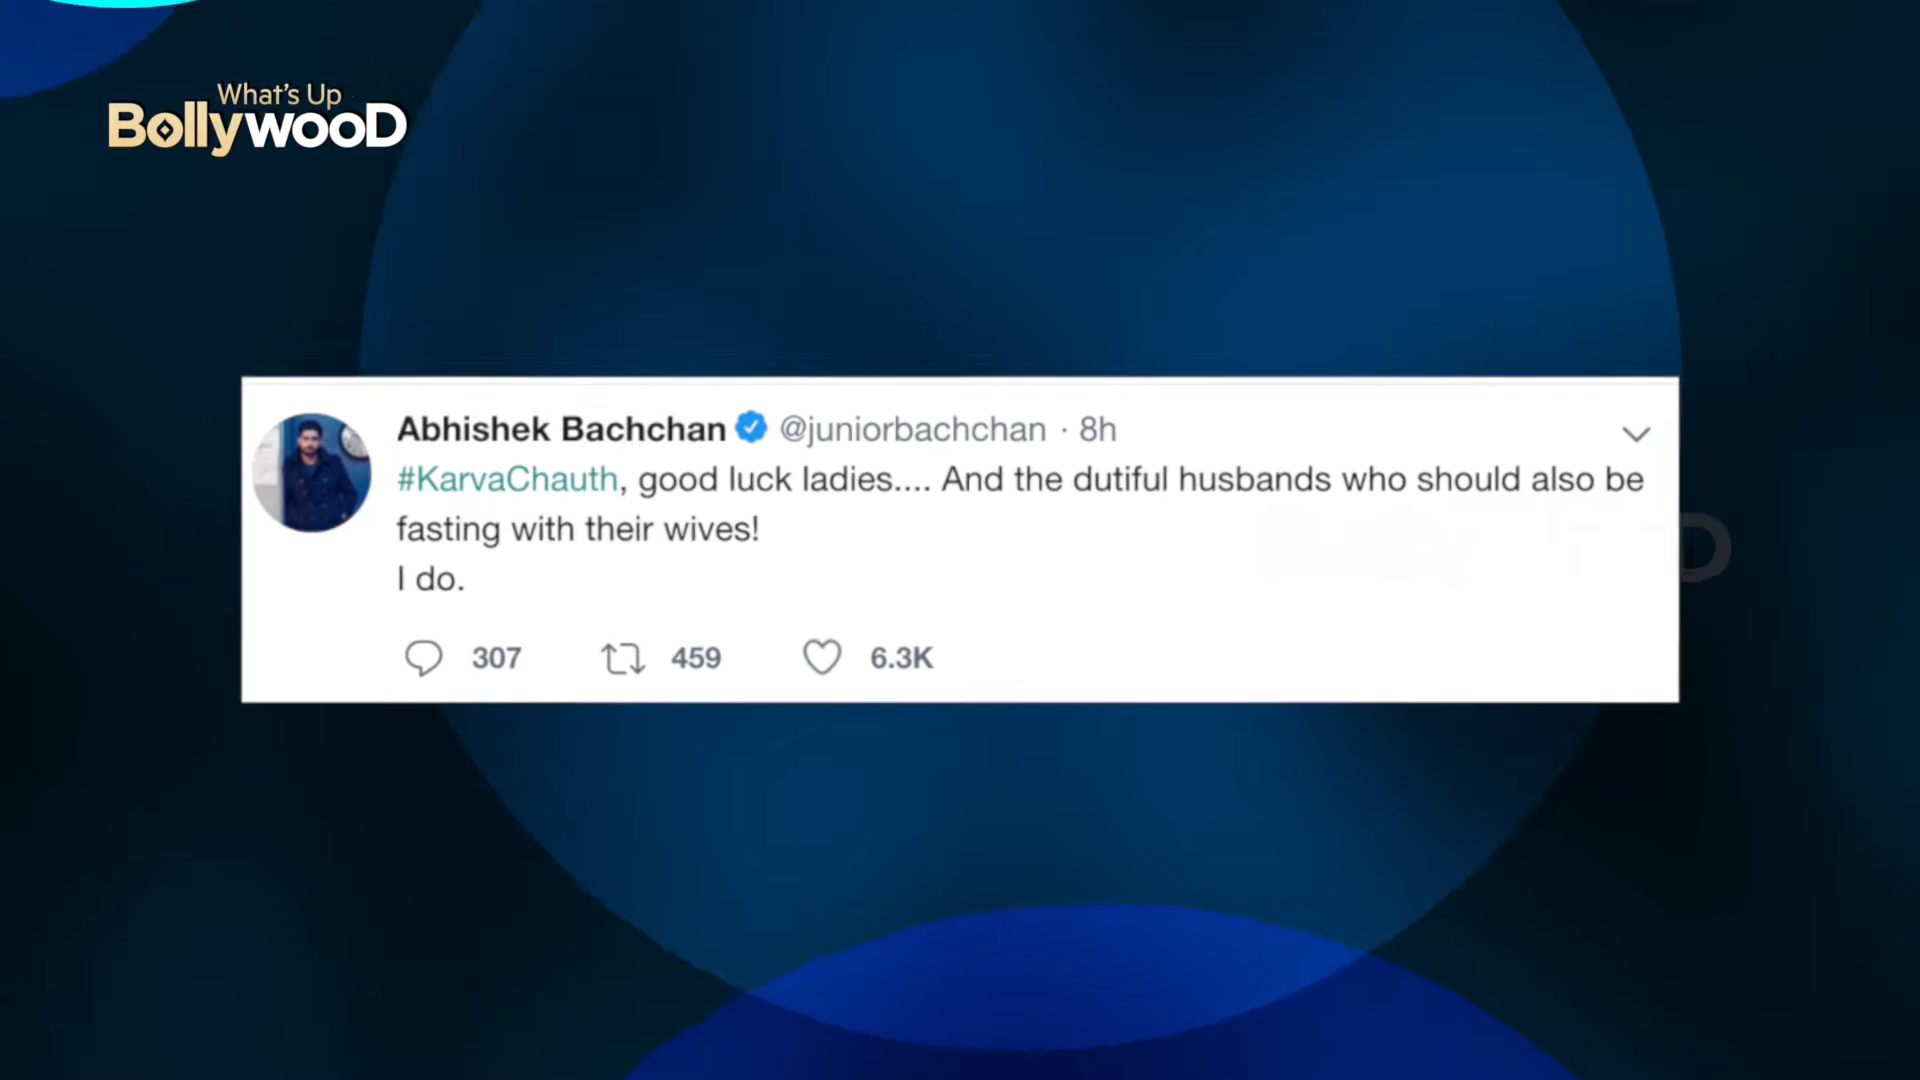 What's Up
BollywooD
Abhishek Bachchan @juniorbachchan · 8h
#KarvaChauth, good luck ladies.... And the dutiful husbands who should also be
fasting with their wives!
I do.
307 459 6.3K
D